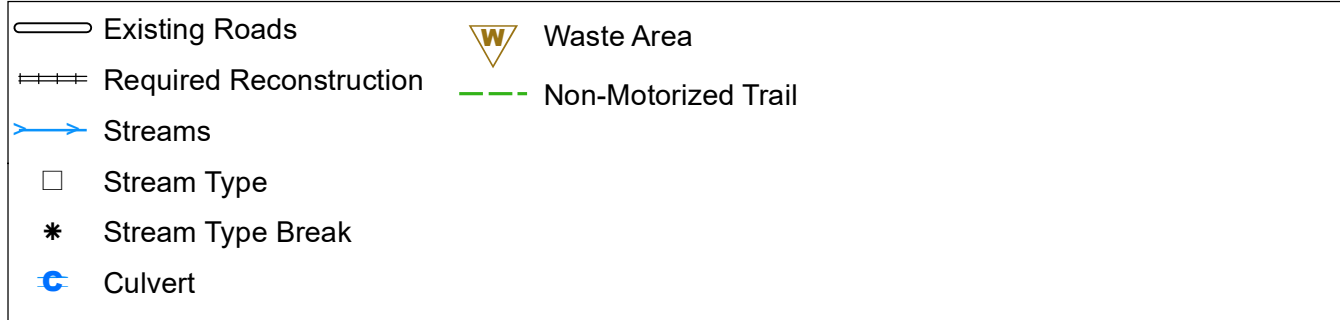 Existing Roads
Required Reconstruction
Streams
Stream Type
Stream Type Break
C Culvert
W Waste Area
Non-Motorized Trail